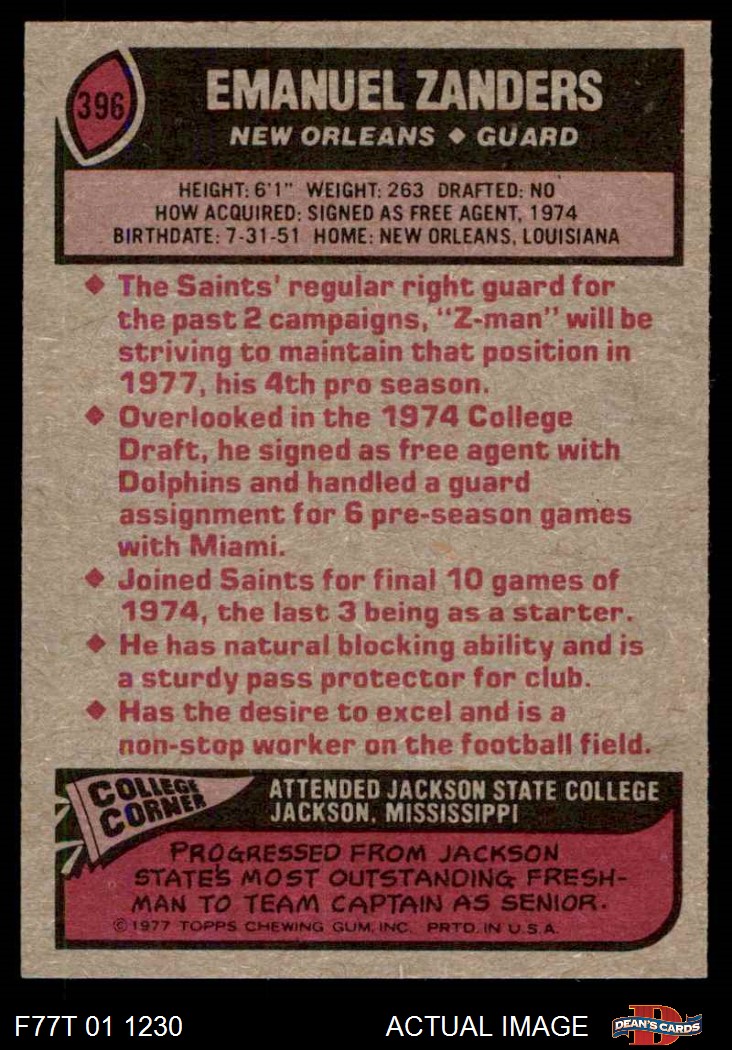 396
EMANUEL ZANDERS
NEW ORLEANS ◆ GUARD
HEIGHT: 6'1" WEIGHT: 263 DRAFTED: NO
HOW ACQUIRED: SIGNED AS FREE AGENT, 1974
BIRTHDATE: 7-31-51 HOME: NEW ORLEANS, LOUISIANA
◆ The Saints' regular right guard for
the past 2 campaigns, "Z-man" will be
striving to maintain that position in
1977, his 4th pro season.
◆ Overlooked in the 1974 College
Draft, he signed as free agent with
Dolphins and handled a guard
assignment for 6 pre-season games
with Miami.
◆ Joined Saints for final 10 games of
1974, the last 3 being as a starter.
◆ He has natural blocking ability and is
a sturdy pass protector for club.
◆ Has the desire to excel and is a
non-stop worker on the football field.
COLLEGE
CORNER
ATTENDED JACKSON STATE COLLEGE
JACKSON, MISSISSIPPI
PROGRESSED FROM JACKSON
STATE'S MOST OUTSTANDING FRESH-
MAN TO TEAM CAPTAIN AS SENIOR.
©1977 TOPPS CHEWING GUM, INC. PRTD. IN U.S.A.
F77T 01 1230
ACTUAL IMAGE
D
DEAN'S CARDS